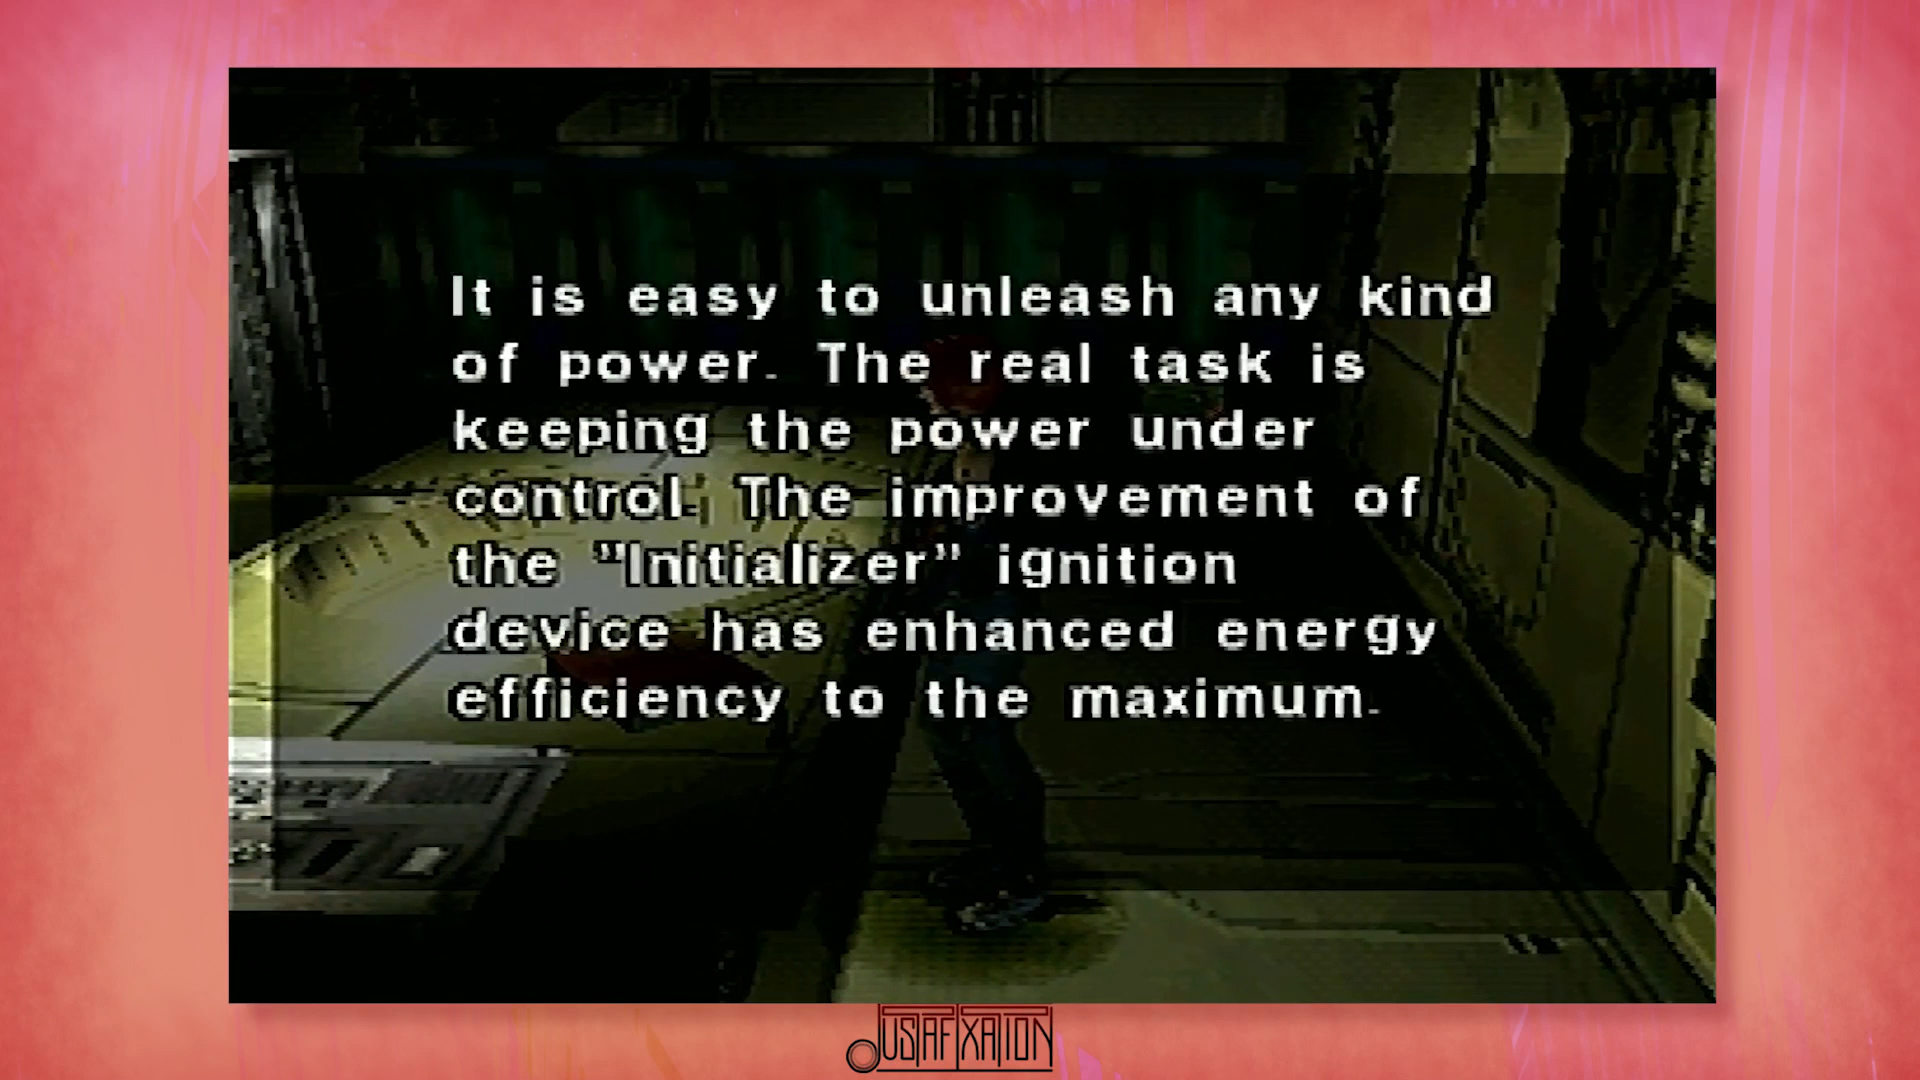 It is easy to unleash any kind
of power. The real task is
keeping the power under
control. The improvement of
the "Initializer" ignition
device has enhanced energy
efficiency to the maximum.
JUSTAFIXATION